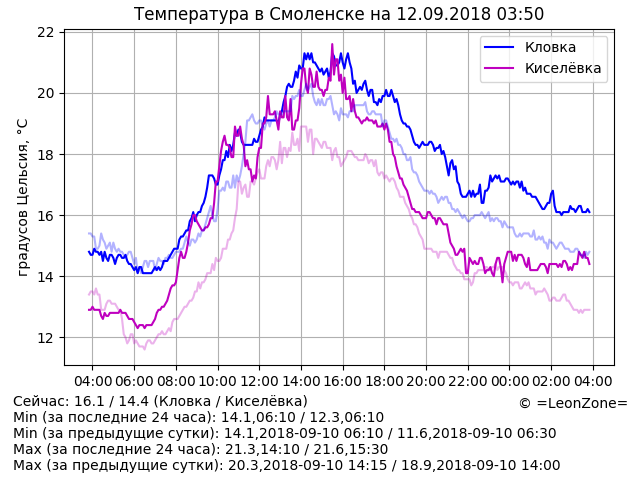 Температура в Смоленске на 12.09.2018 03:50
Кловка
Киселёвка
градусов Цельсия, °C
22
20
18
16
14
12
04:00 06:00 08:00 10:00 12:00 14:00 16:00 18:00 20:00 22:00 00:00 02:00 04:00
Сейчас: 16.1 / 14.4 (Кловка / Киселёвка)
© =LeonZone=
Min (за последние 24 часа): 14.1,06:10 / 12.3,06:10
Min (за предыдущие сутки): 14.1,2018-09-10 06:10 / 11.6,2018-09-10 06:30
Max (за последние 24 часа): 21.3,14:10 / 21.6,15:30
Max (за предыдущие сутки): 20.3,2018-09-10 14:15 / 18.9,2018-09-10 14:00